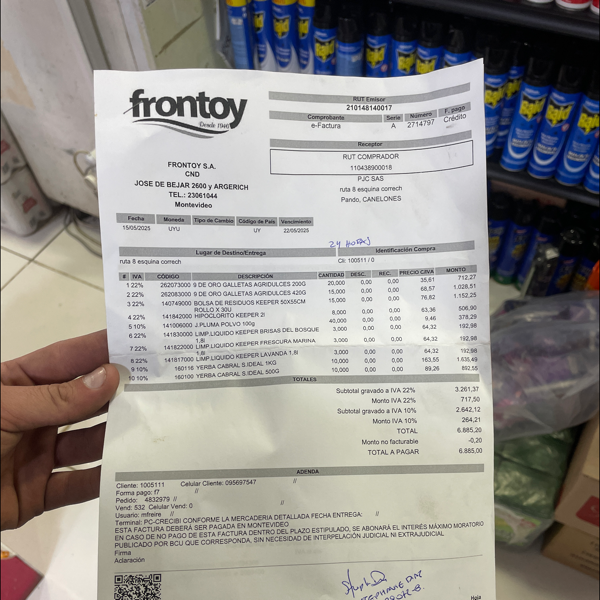 frontoy
Desde 1946
FRONTOY S.A.
CND
JOSE DE BEJAR 2600 y ARGERICH
TEL.: 23061044
Montevideo
RUT Emisor
210148140017
Comprobante Serie Número F. pago
e-Factura A 2714797 Crédito
Receptor
RUT COMPRADOR
110438900018
PJC SAS
ruta 8 esquina correch
Pando, CANELONES
Fecha Moneda Tipo de Cambio Código de País Vencimiento
15/05/2025 UYU UY 22/05/2025
24 HORAS
Lugar de Destino/Entrega Identificación Compra
ruta 8 esquina correch Cli: 100511 / 0
# IVA CÓDIGO DESCRIPCIÓN CANTIDAD DESC. REC. PRECIO C/IVA MONTO
1 22% 262073000 9 DE ORO GALLETAS AGRIDULCES 200G 20,000 0,00 0,00 35,61 712,27
2 22% 262083000 9 DE ORO GALLETAS AGRIDULCES 420G 15,000 0,00 0,00 68,57 1.028,51
3 22% 140749000 BOLSA DE RESIDUOS KEEPER 50X55CM ROLLO X 30U 15,000 0,00 0,00 76,82 1.152,25
4 22% 141842000 HIPOCLORITO KEEPER 2l 8,000 0,00 0,00 63,36 506,90
5 10% 141006000 J.PLUMA POLVO 100g 40,000 0,00 0,00 9,46 378,29
6 22% 141830000 LIMP.LIQUIDO KEEPER BRISAS DEL BOSQUE 1,8l 3,000 0,00 0,00 64,32 192,98
7 22% 141822000 LIMP.LIQUIDO KEEPER FRESCURA MARINA 1,8l 3,000 0,00 0,00 64,32 192,98
8 22% 141817000 LIMP.LIQUIDO KEEPER LAVANDA 1.8l 3,000 0,00 0,00 64,32 192,98
9 10% 160116 YERBA CABRAL S.IDEAL 1KG 10,000 0,00 0,00 163,55 1.635,49
10 10% 160100 YERBA CABRAL S.IDEAL 500G 10,000 0,00 0,00 89,26 892,55
TOTALES
Subtotal gravado a IVA 22% 3.261,37
Monto IVA 22% 717,50
Subtotal gravado a IVA 10% 2.642,12
Monto IVA 10% 264,21
TOTAL 6.885,20
Monto no facturable -0,20
TOTAL A PAGAR 6.885,00
ADENDA
Cliente: 1005111 Celular Cliente: 095697547 //
Forma pago: f7 //
Pedido: 4832979 //
Vend: 532 Celular Vend: 0 //
Usuario: mfreire //
Terminal: PC-CRECIBI CONFORME LA MERCADERIA DETALLADA FECHA ENTREGA: //
ESTA FACTURA DEBERÁ SER PAGADA EN MONTEVIDEO
EN CASO DE NO PAGO DE ESTA FACTURA DENTRO DEL PLAZO ESTIPULADO, SE ABONARÁ EL INTERÉS MÁXIMO MORATORIO
PUBLICADO POR BCU QUE CORRESPONDA, SIN NECESIDAD DE INTERPELACIÓN JUDICIAL NI EXTRAJUDICIAL
Firma
Aclaración
Hoja